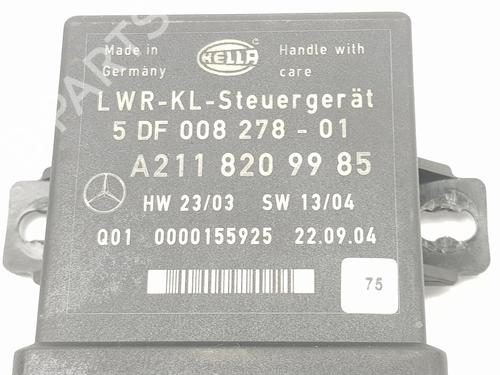 Made in
Germany
HELLA
Handle with
care
LWR-KL-Steuergerät
5 DF 008 278 - 01
A211 820 99 85
HW 23/03 SW 13/04
Q01 0000155925 22.09.04
75